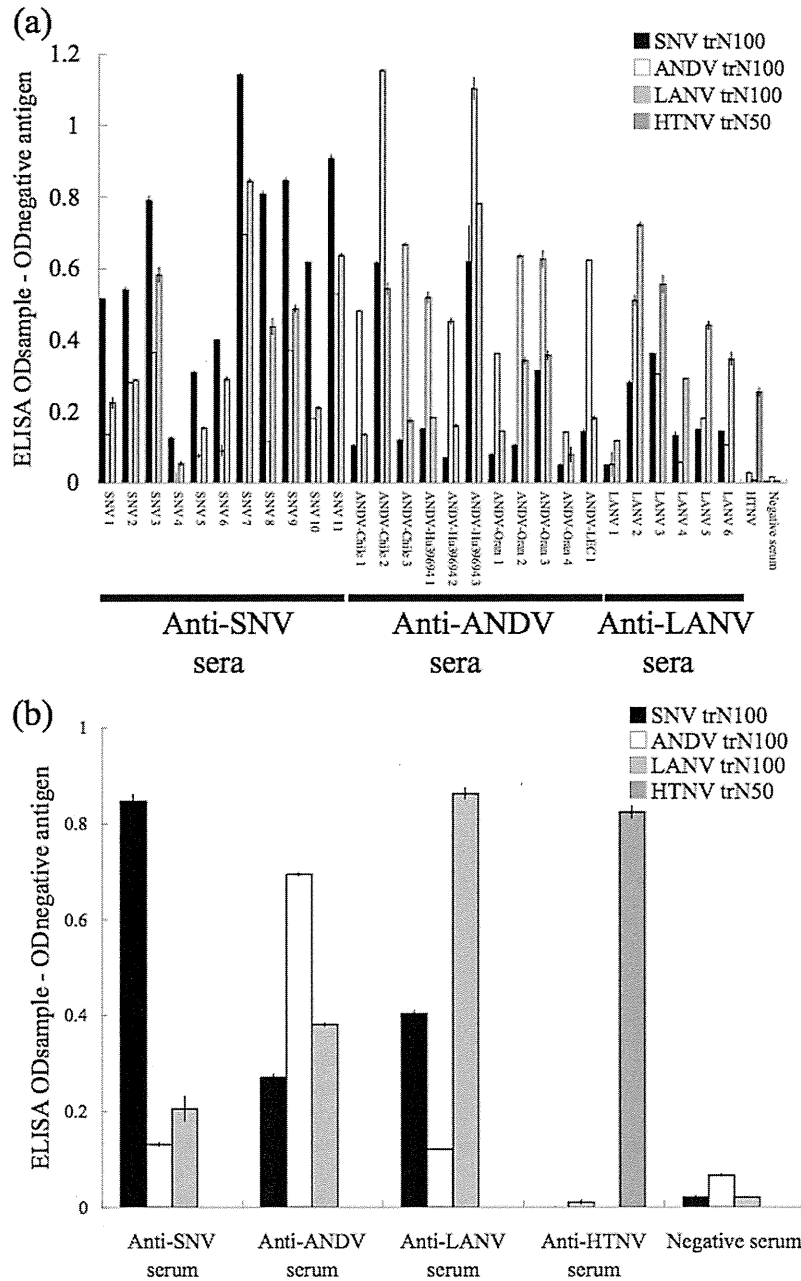 (a)
SNV trN100
ANDV trN100
LANV trN100
HTNV trN50
ELISA ODsample - ODnegative antigen
1.2
1
0.8
0.6
0.4
0.2
0
SNV 1
SNV 2
SNV 3
SNV 4
SNV 5
SNV 6
SNV 7
SNV 8
SNV 9
SNV 10
SNV 11
ANDV-Chile 1
ANDV-Chile 2
ANDV-Chile 3
ANDV-Hu39694 1
ANDV-Hu39694 2
ANDV-Hu39694 3
ANDV-Oran 1
ANDV-Oran 2
ANDV-Oran 3
ANDV-Oran 4
ANDV-LEC 1
LANV 1
LANV 2
LANV 3
LANV 4
LANV 5
LANV 6
HTNV
Negative serum
Anti-SNV sera
Anti-ANDV sera
Anti-LANV sera
(b)
SNV trN100
ANDV trN100
LANV trN100
HTNV trN50
ELISA ODsample - ODnegative antigen
1
0.8
0.6
0.4
0.2
0
Anti-SNV serum
Anti-ANDV serum
Anti-LANV serum
Anti-HTNV serum
Negative serum